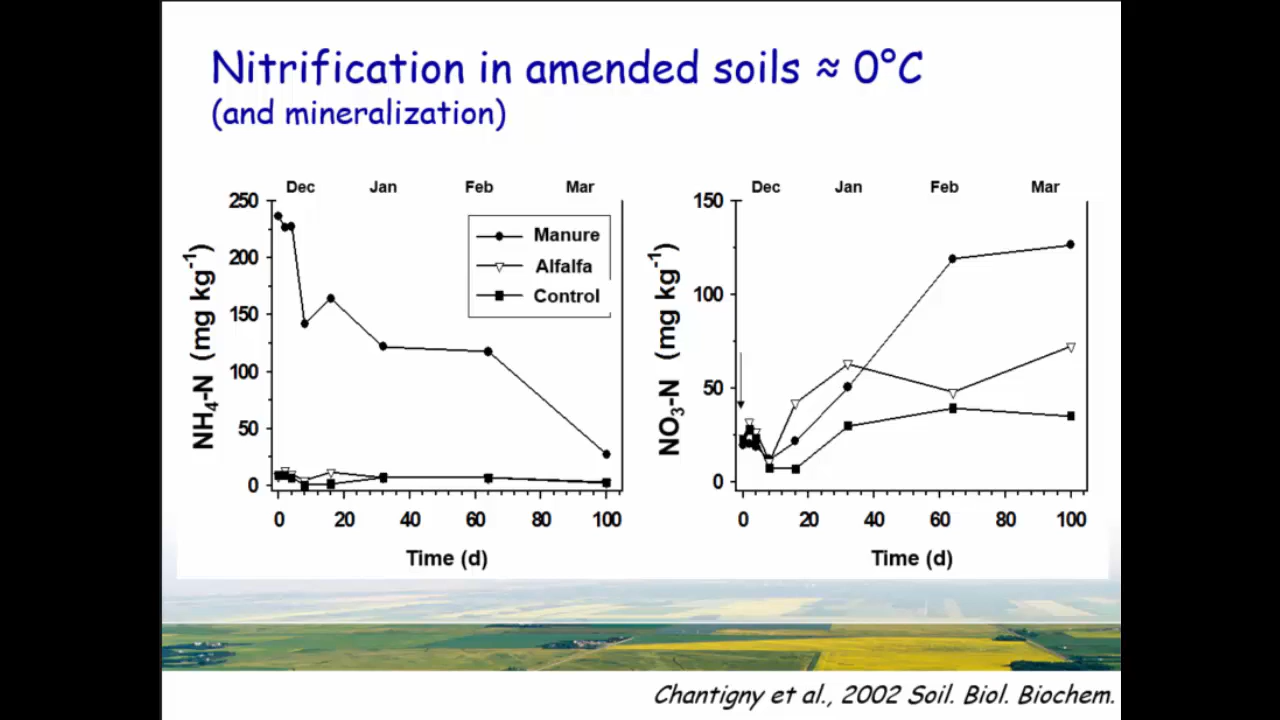 Nitrification in amended soils ≈ 0°C
(and mineralization)
Dec Jan Feb Mar
250
200
150
100
50
0
NH4-N (mg kg-1)
Manure
Alfalfa
Control
0 20 40 60 80 100
Time (d)
Dec Jan Feb Mar
150
100
50
0
NO3-N (mg kg-1)
0 20 40 60 80 100
Time (d)
Chantigny et al., 2002 Soil. Biol. Biochem.